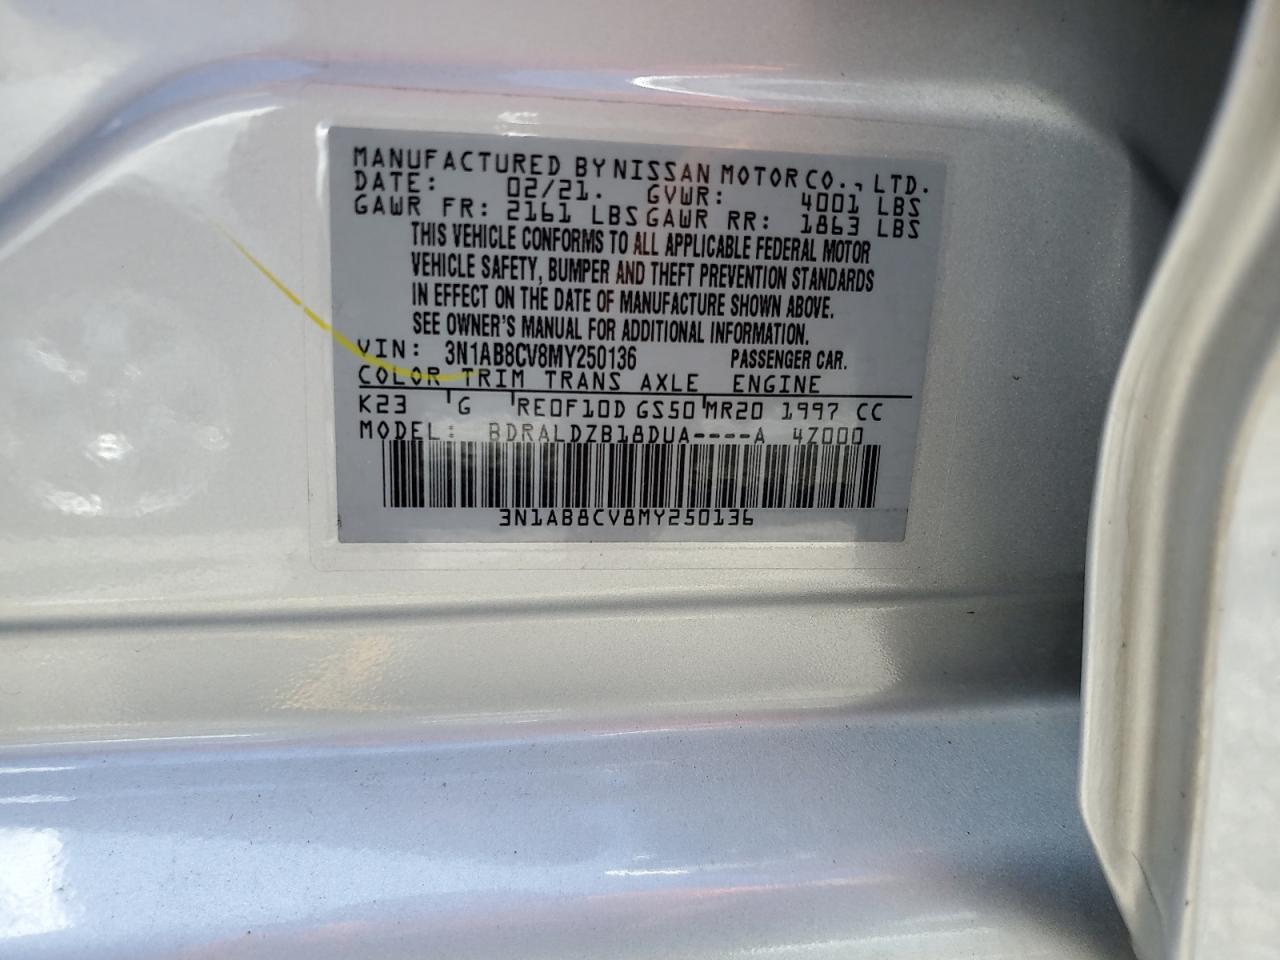 MANUFACTURED BY NISSAN MOTOR CO., LTD.
DATE: 02/21. GVWR: 4001 LBS
GAWR FR: 2161 LBS GAWR RR: 1863 LBS
THIS VEHICLE CONFORMS TO ALL APPLICABLE FEDERAL MOTOR
VEHICLE SAFETY, BUMPER AND THEFT PREVENTION STANDARDS
IN EFFECT ON THE DATE OF MANUFACTURE SHOWN ABOVE.
SEE OWNER'S MANUAL FOR ADDITIONAL INFORMATION.
VIN: 3N1AB8CV8MY250136 PASSENGER CAR.
COLOR TRIM TRANS AXLE ENGINE
K23 G RE0F10D GS50 MR20 1997 CC
MODEL: BDRALDZB18DUA----A 4Z000
3N1AB8CV8MY250136